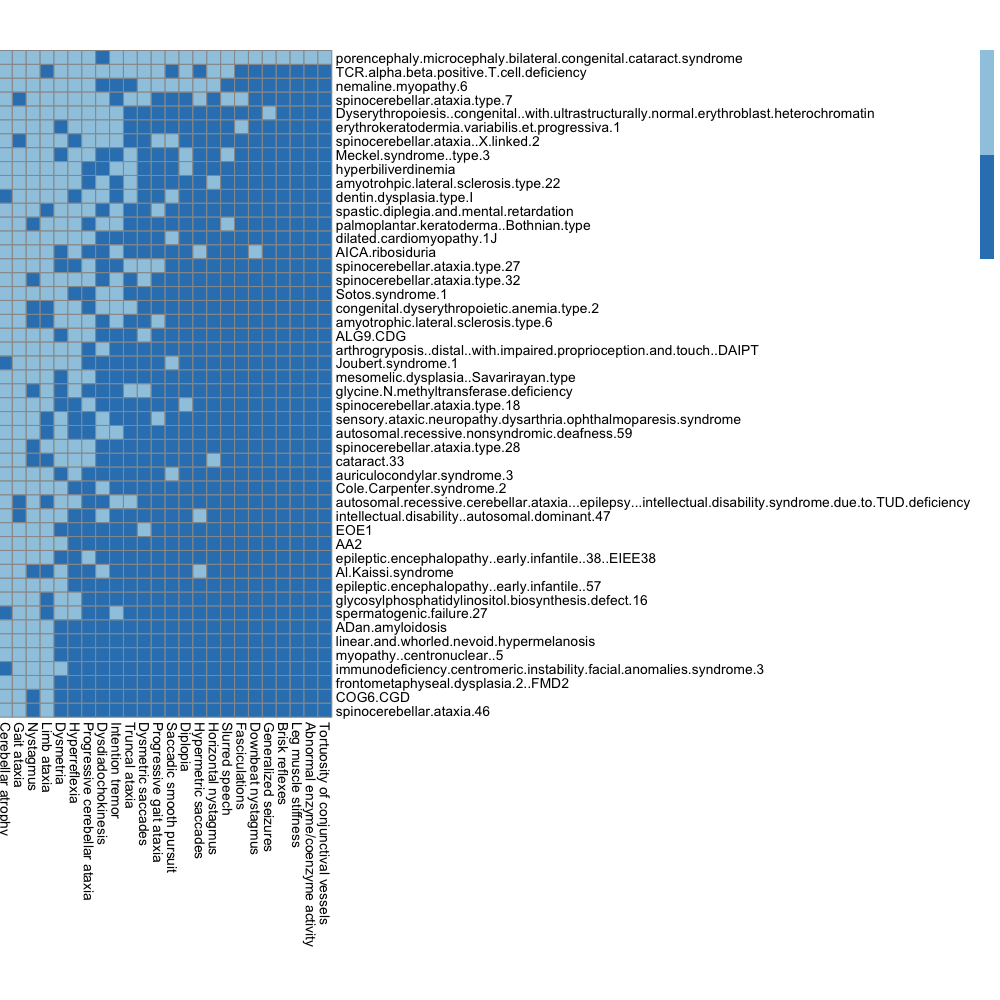 porencephaly.microcephaly.bilateral.congenital.cataract.syndrome
TCR.alpha.beta.positive.T.cell.deficiency
nemaline.myopathy.6
spinocerebellar.ataxia.type.7
Dyserythropoiesis..congenital..with.ultrastructurally.normal.erythroblast.heterochromatin
erythrokeratodermia.variabilis.et.progressiva.1
spinocerebellar.ataxia..X.linked.2
Meckel.syndrome..type.3
hyperbiliverdinemia
amyotrohpic.lateral.sclerosis.type.22
dentin.dysplasia.type.I
spastic.diplegia.and.mental.retardation
palmoplantar.keratoderma..Bothnian.type
dilated.cardiomyopathy.1J
AICA.ribosiduria
spinocerebellar.ataxia.type.27
spinocerebellar.ataxia.type.32
Sotos.syndrome.1
congenital.dyserythropoietic.anemia.type.2
amyotrophic.lateral.sclerosis.type.6
ALG9.CDG
arthrogryposis..distal..with.impaired.proprioception.and.touch..DAIPT
Joubert.syndrome.1
mesomelic.dysplasia..Savarirayan.type
glycine.N.methyltransferase.deficiency
spinocerebellar.ataxia.type.18
sensory.ataxic.neuropathy.dysarthria.ophthalmoparesis.syndrome
autosomal.recessive.nonsyndromic.deafness.59
spinocerebellar.ataxia.type.28
cataract.33
auriculocondylar.syndrome.3
Cole.Carpenter.syndrome.2
autosomal.recessive.cerebellar.ataxia...epilepsy...intellectual.disability.syndrome.due.to.TUD.deficiency
intellectual.disability..autosomal.dominant.47
EOE1
AA2
epileptic.encephalopathy..early.infantile..38..EIEE38
Al.Kaissi.syndrome
epileptic.encephalopathy..early.infantile..57
glycosylphosphatidylinositol.biosynthesis.defect.16
spermatogenic.failure.27
ADan.amyloidosis
linear.and.whorled.nevoid.hypermelanosis
myopathy..centronuclear..5
immunodeficiency.centromeric.instability.facial.anomalies.syndrome.3
frontometaphyseal.dysplasia.2..FMD2
COG6.CGD
spinocerebellar.ataxia.46
Cerebellar atrophy
Gait ataxia
Nystagmus
Limb ataxia
Dysmetria
Hyperreflexia
Progressive cerebellar ataxia
Dysdiadochokinesis
Intention tremor
Truncal ataxia
Dysmetric saccades
Progressive gait ataxia
Saccadic smooth pursuit
Diplopia
Hypermetric saccades
Horizontal nystagmus
Slurred speech
Fasciculations
Downbeat nystagmus
Generalized seizures
Brisk reflexes
Leg muscle stiffness
Abnormal enzyme/coenzyme activity
Tortuosity of conjunctival vessels